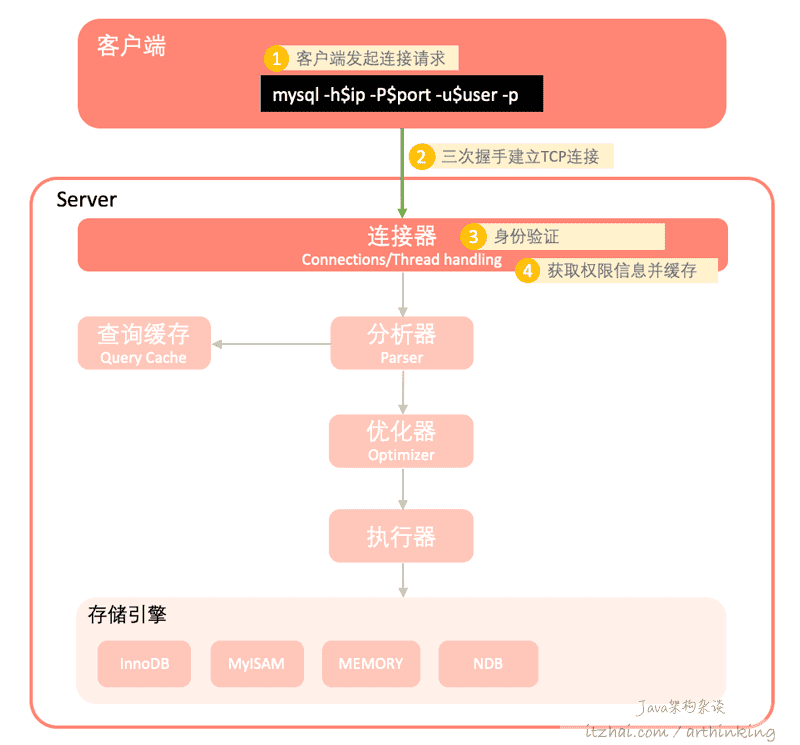 客户端
1 客户端发起连接请求
mysql -h$ip -P$port -u$user -p
2 三次握手建立TCP连接
Server
连接器
3 身份验证
Connections/Thread handling
4 获取权限信息并缓存
查询缓存
Query Cache
分析器
Parser
优化器
Optimizer
执行器
存储引擎
InnoDB
MyISAM
MEMORY
NDB
Java架构杂谈
itzhai.com / arthinking